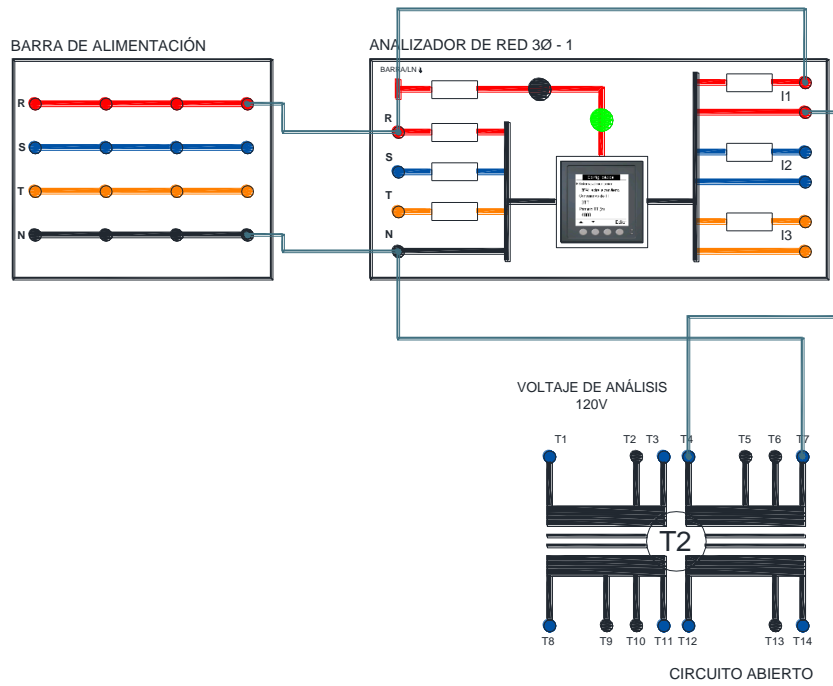 BARRA DE ALIMENTACIÓN
ANALIZADOR DE RED 3Ø - 1
BARRA/LN
R
S
T
N
R
S
T
N
I1
I2
I3
Edic
VOLTAJE DE ANÁLISIS
120V
T1
T2
T3
T4
T5
T6
T7
T2
T8
T9
T10
T11
T12
T13
T14
CIRCUITO ABIERTO